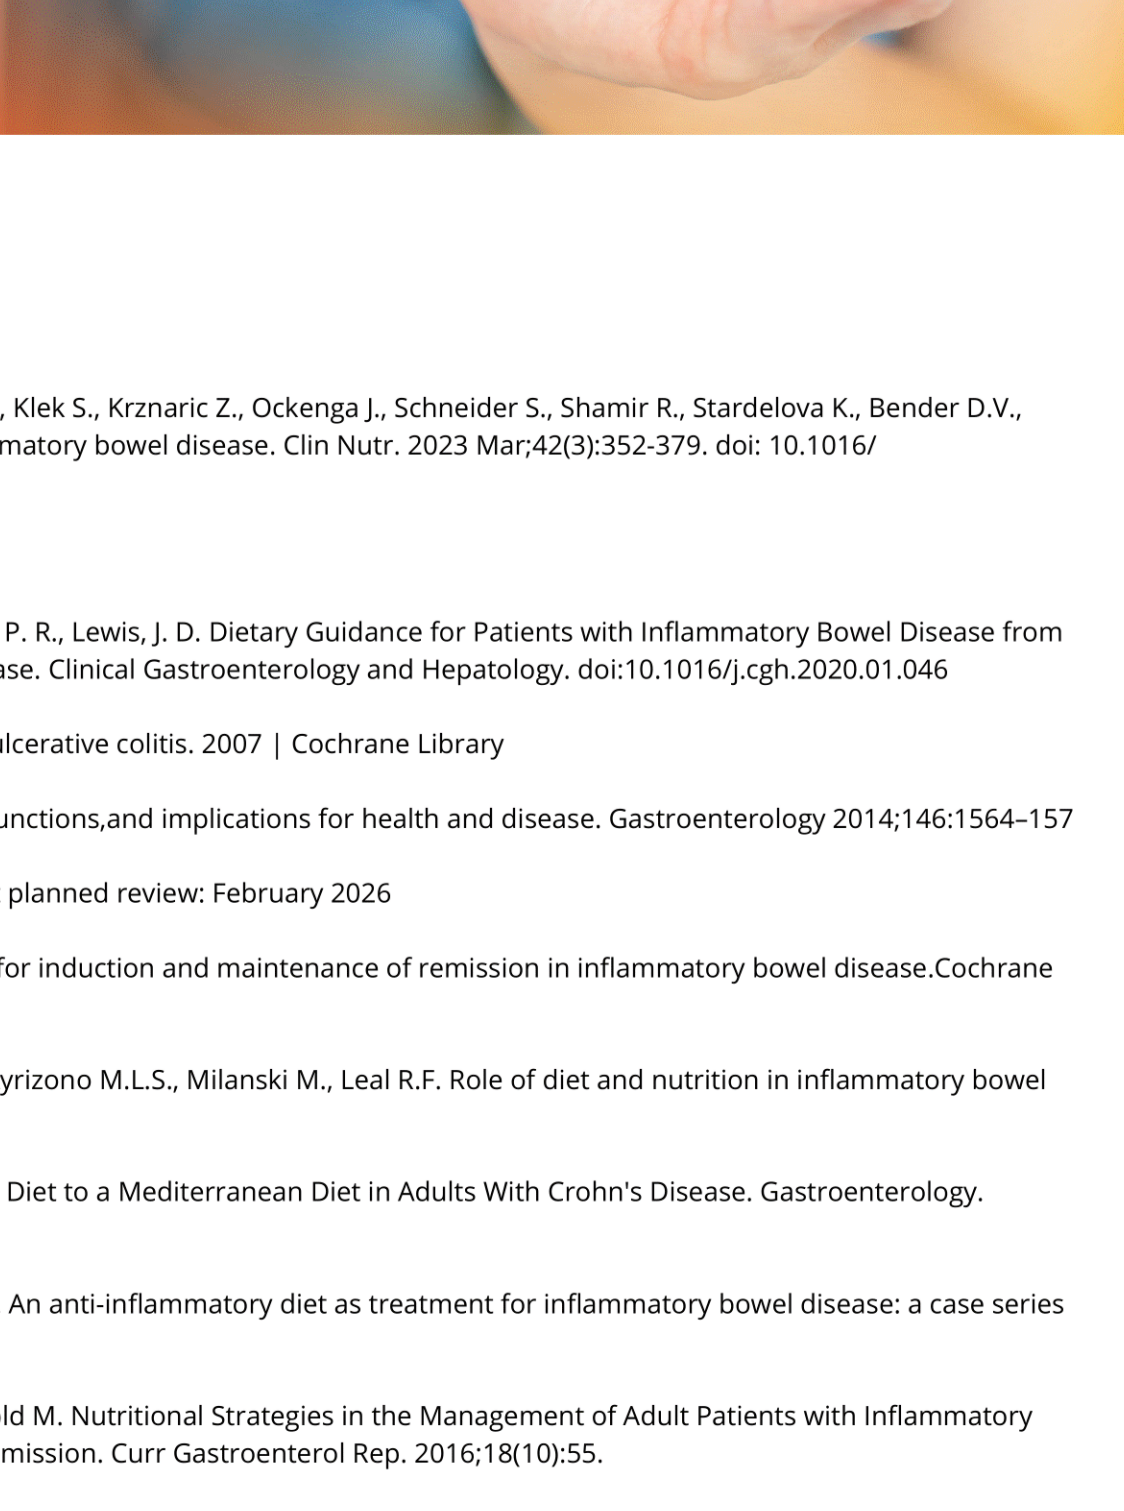 , Klek S., Krznaric Z., Ockenga J., Schneider S., Shamir R., Stardelova K., Bender D.V.,
matory bowel disease. Clin Nutr. 2023 Mar;42(3):352-379. doi: 10.1016/
P. R., Lewis, J. D. Dietary Guidance for Patients with Inflammatory Bowel Disease from
ase. Clinical Gastroenterology and Hepatology. doi:10.1016/j.cgh.2020.01.046
ulcerative colitis. 2007 | Cochrane Library
unctions,and implications for health and disease. Gastroenterology 2014;146:1564–157
planned review: February 2026
for induction and maintenance of remission in inflammatory bowel disease.Cochrane
yrizono M.L.S., Milanski M., Leal R.F. Role of diet and nutrition in inflammatory bowel
Diet to a Mediterranean Diet in Adults With Crohn's Disease. Gastroenterology.
An anti-inflammatory diet as treatment for inflammatory bowel disease: a case series
old M. Nutritional Strategies in the Management of Adult Patients with Inflammatory
mission. Curr Gastroenterol Rep. 2016;18(10):55.